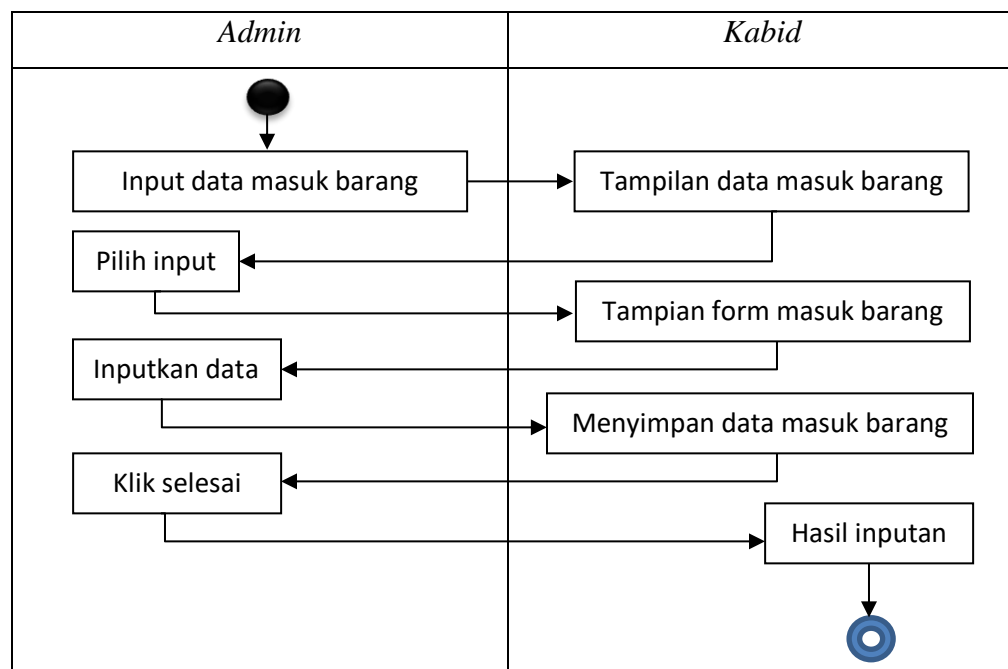 Admin
Kabid
Input data masuk barang
Tampilan data masuk barang
Pilih input
Tampian form masuk barang
Inputkan data
Menyimpan data masuk barang
Klik selesai
Hasil inputan